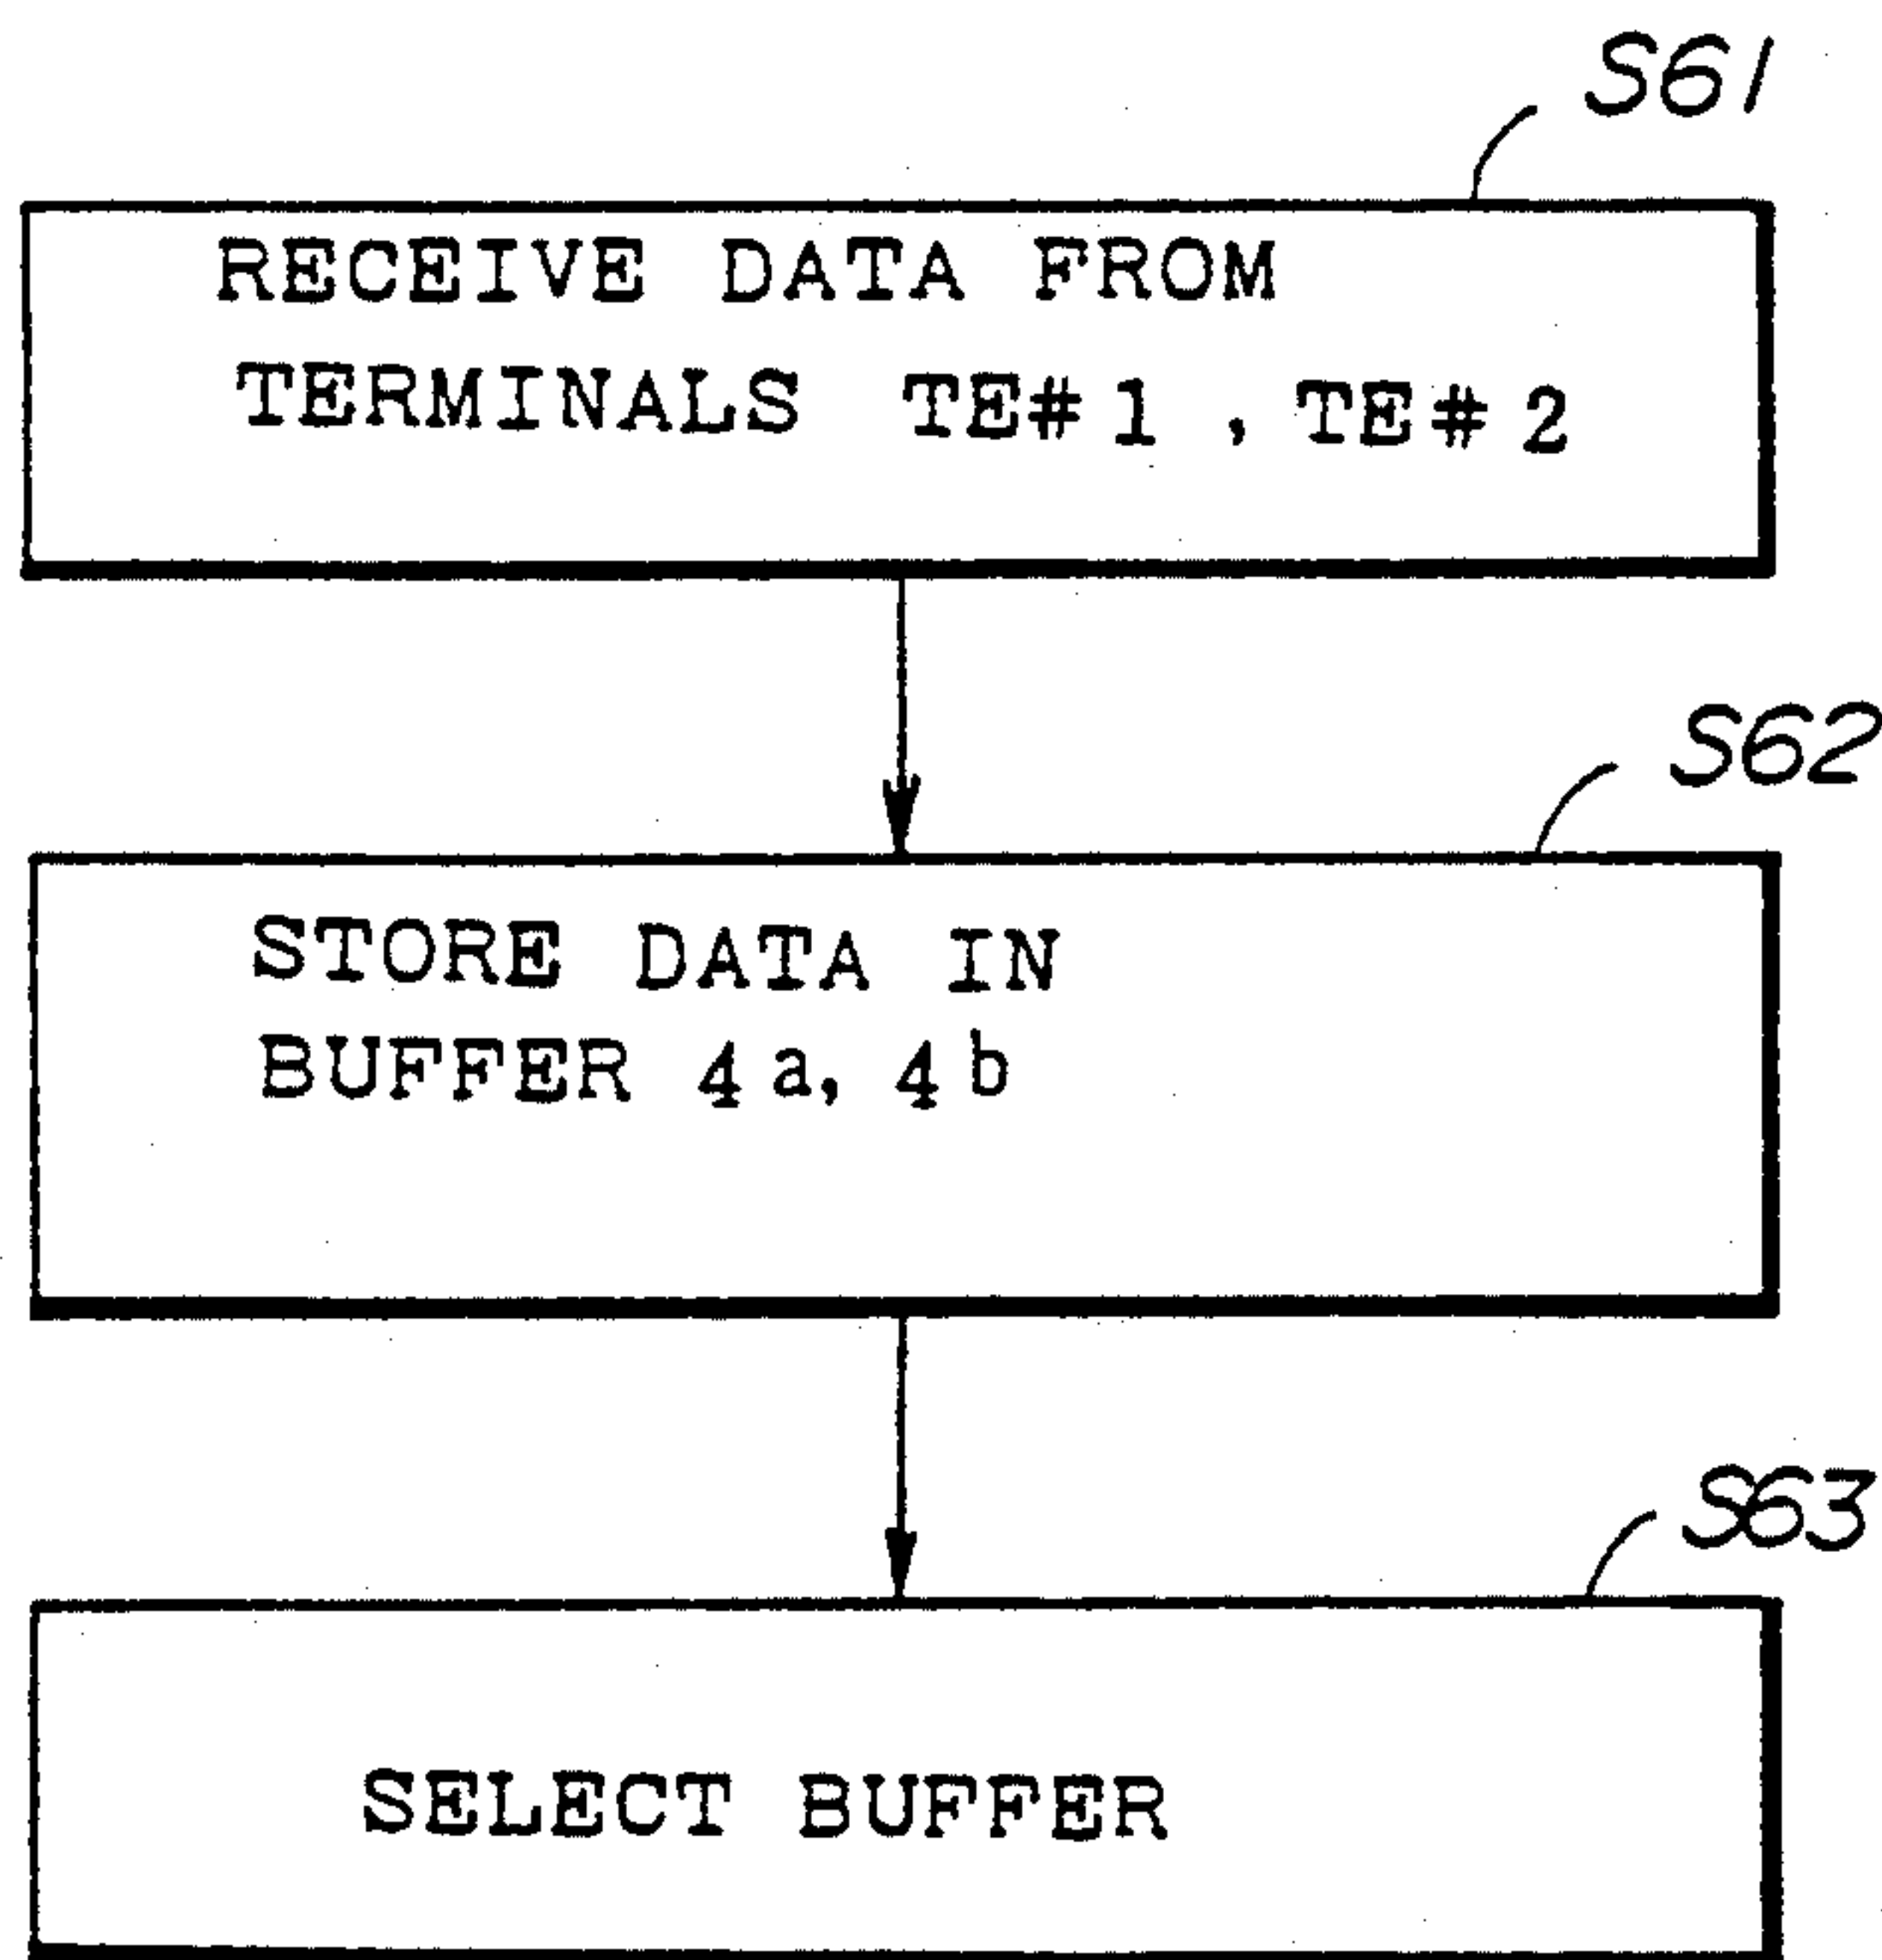 S61
RECEIVE DATA FROM
TERMINALS TE#1, TE#2
S62
STORE DATA IN
BUFFER 4a, 4b
S63
SELECT BUFFER